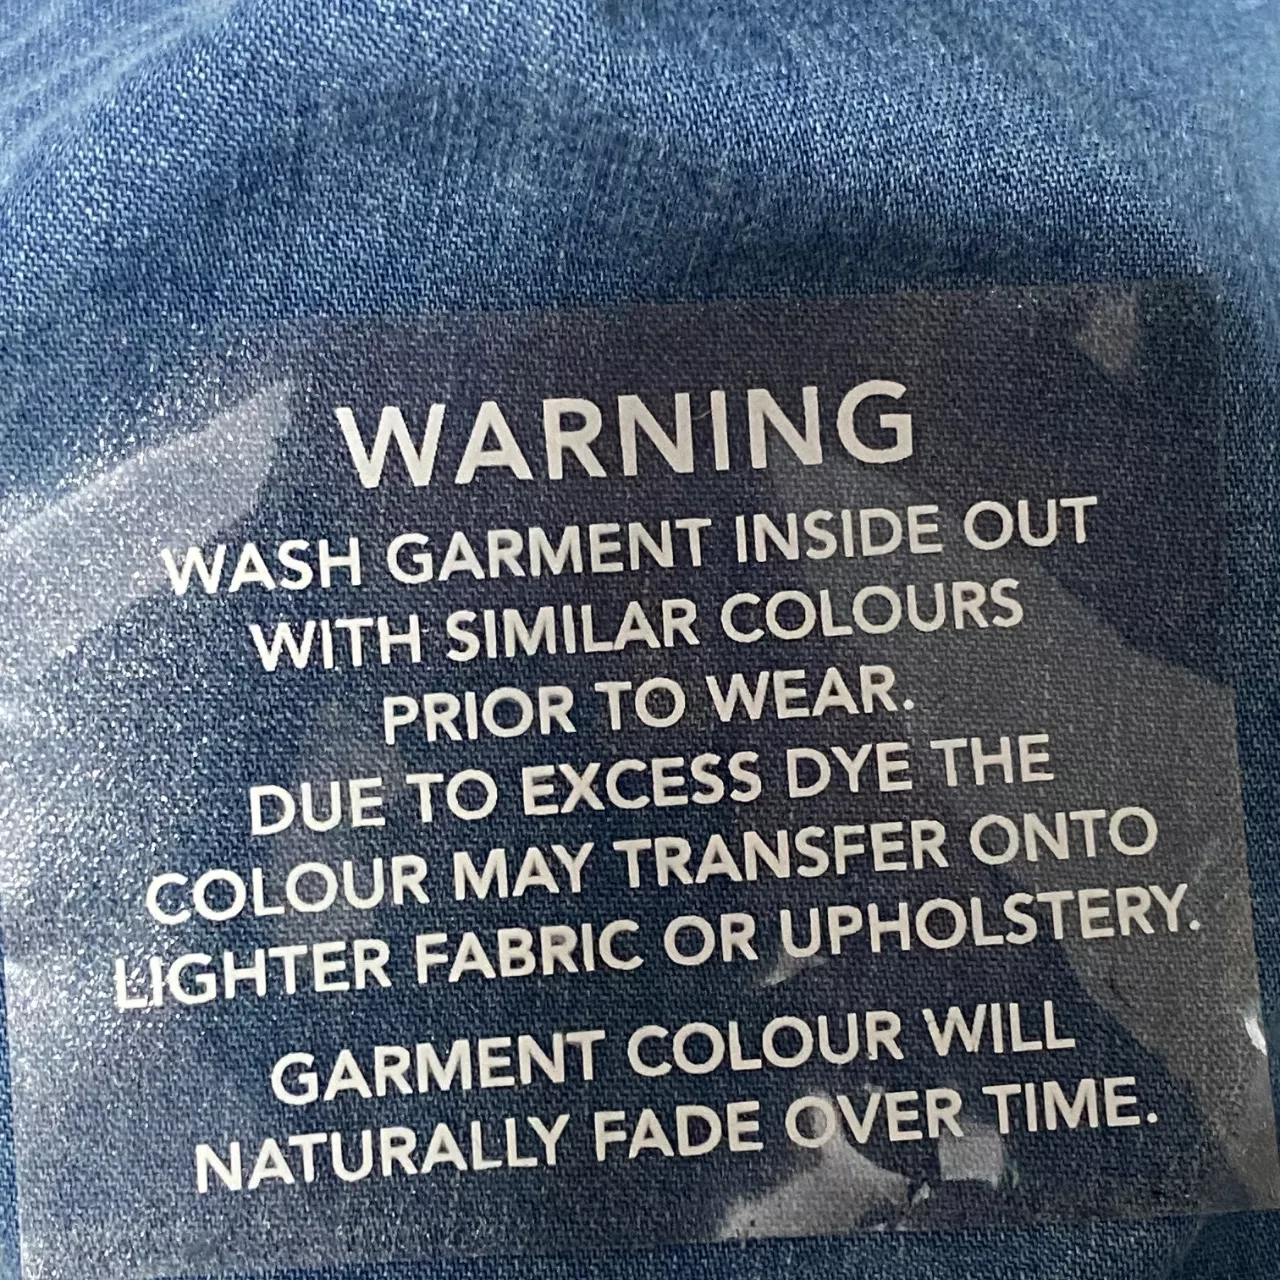 WARNING
WASH GARMENT INSIDE OUT
WITH SIMILAR COLOURS
PRIOR TO WEAR.
DUE TO EXCESS DYE THE
COLOUR MAY TRANSFER ONTO
LIGHTER FABRIC OR UPHOLSTERY.
GARMENT COLOUR WILL
NATURALLY FADE OVER TIME.